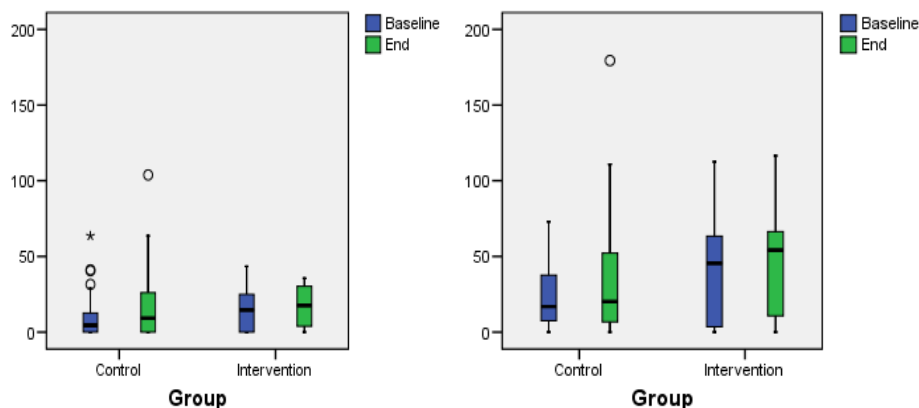 200
150
100
50
0
Control
Intervention
Group
Baseline
End
200
150
100
50
0
Control
Intervention
Group
Baseline
End